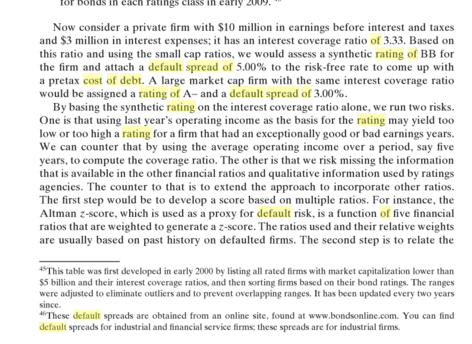 for bonds in each ratings class in early 2009. 46
Now consider a private firm with $10 million in earnings before interest and taxes
and $3 million in interest expenses; it has an interest coverage ratio of 3.33. Based on
this ratio and using the small cap ratios, we would assess a synthetic rating of BB for
the firm and attach a default spread of 5.00% to the risk-free rate to come up with
a pretax cost of debt. A large market cap firm with the same interest coverage ratio
would be assigned a rating of A– and a default spread of 3.00%.
By basing the synthetic rating on the interest coverage ratio alone, we run two risks.
One is that using last year's operating income as the basis for the rating may yield too
low or too high a rating for a firm that had an exceptionally good or bad earnings years.
We can counter that by using the average operating income over a period, say five
years, to compute the coverage ratio. The other is that we risk missing the information
that is available in the other financial ratios and qualitative information used by ratings
agencies. The counter to that is to extend the approach to incorporate other ratios.
The first step would be to develop a score based on multiple ratios. For instance, the
Altman z-score, which is used as a proxy for default risk, is a function of five financial
ratios that are weighted to generate a z-score. The ratios used and their relative weights
are usually based on past history on defaulted firms. The second step is to relate the
45This table was first developed in early 2000 by listing all rated firms with market capitalization lower than
$5 billion and their interest coverage ratios, and then sorting firms based on their bond ratings. The ranges
were adjusted to eliminate outliers and to prevent overlapping ranges. It has been updated every two years
since.
46These default spreads are obtained from an online site, found at www.bondsonline.com. You can find
default spreads for industrial and financial service firms; these spreads are for industrial firms.